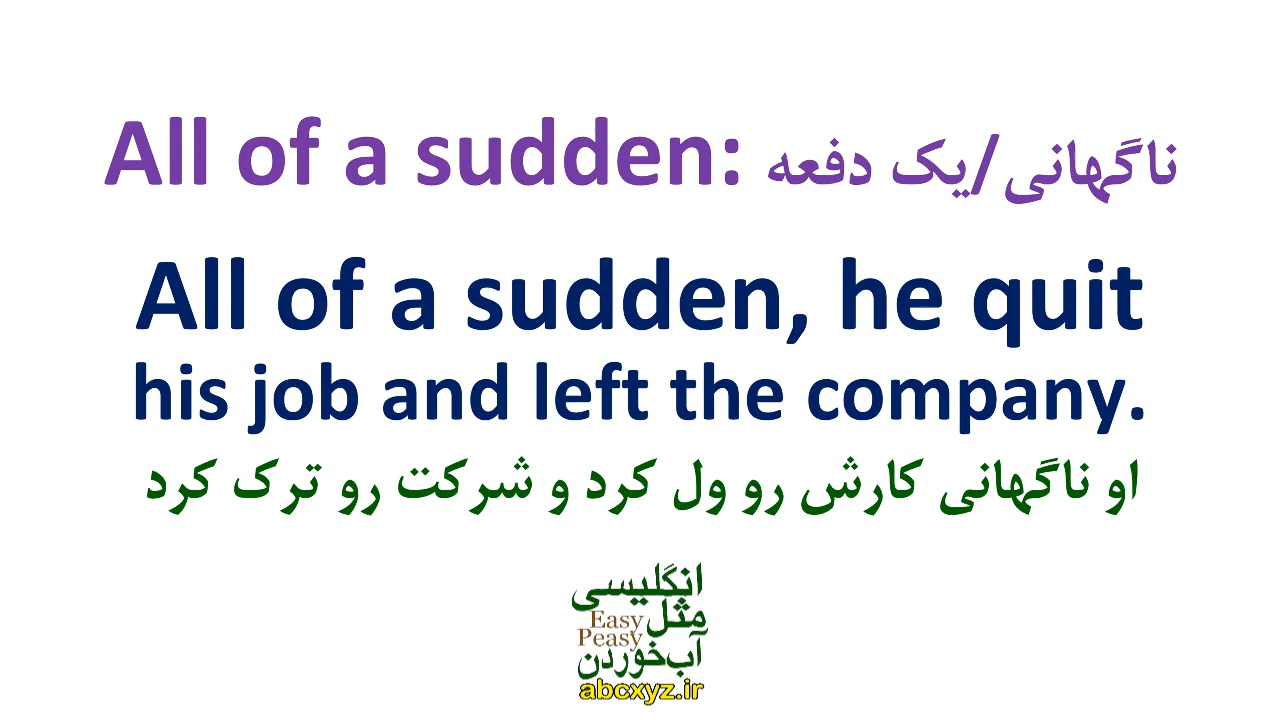 All of a sudden: ناگهانی/یک دفعه
All of a sudden, he quit
his job and left the company.
او ناگهانی کارش رو ول کرد و شرکت رو ترک کرد
انگلیسی
مثل Easy
Peasy
آب خوردن
abcxyz.ir